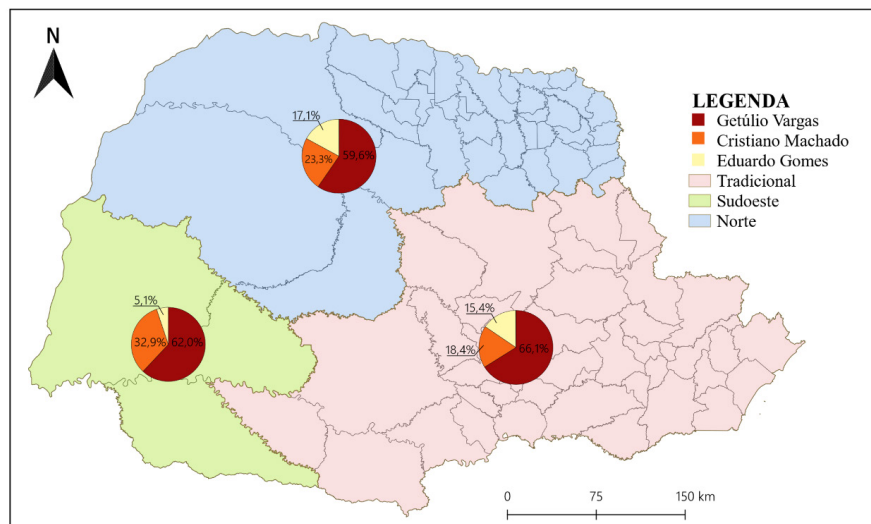 N
LEGENDA
Getúlio Vargas
Cristiano Machado
Eduardo Gomes
Tradicional
Sudoeste
Norte
17,1%
59,6%
23,3%
5,1%
32,9%
62,0%
15,4%
18,4%
66,1%
0 75 150 km